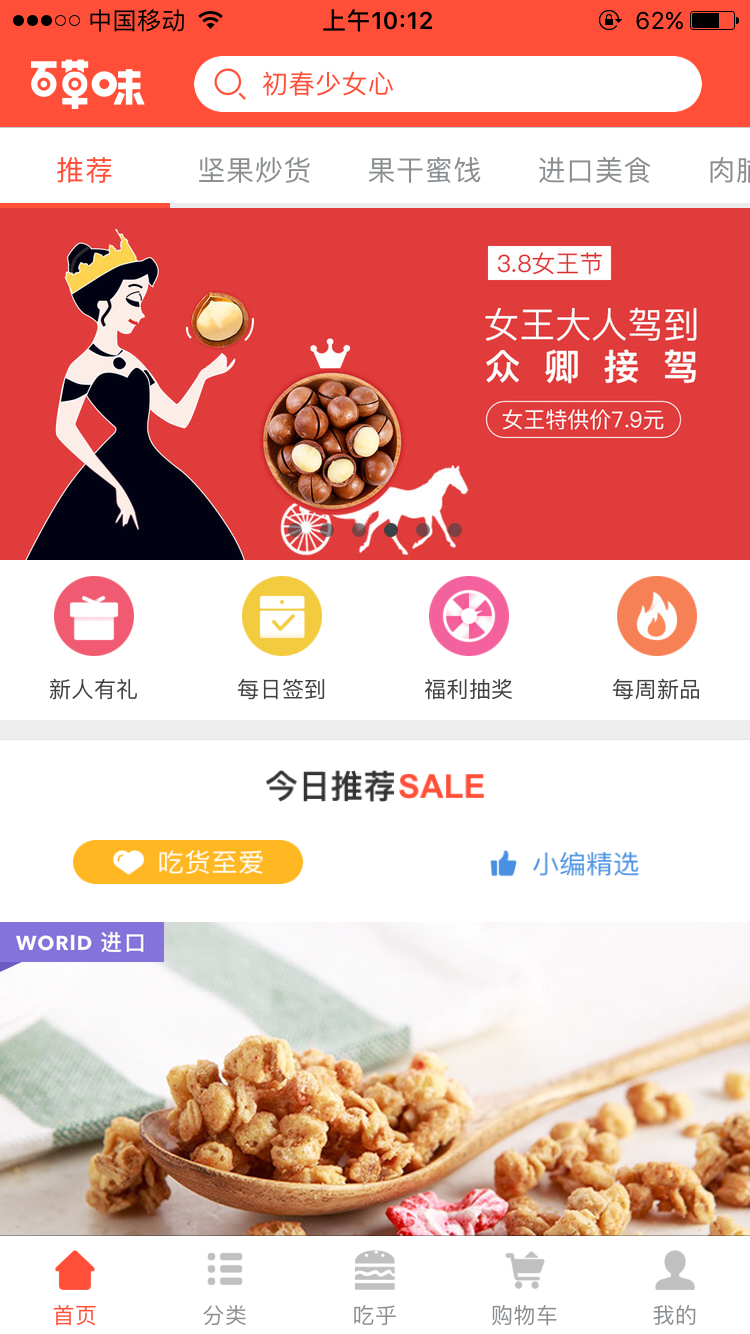 中国移动 上午10:12 62%
百草味 初春少女心
推荐 坚果炒货 果干蜜饯 进口美食 肉脯
3.8女王节
女王大人驾到
众卿接驾
女王特供价7.9元
新人有礼 每日签到 福利抽奖 每周新品
今日推荐SALE
吃货至爱 小编精选
WORID 进口
首页 分类 吃乎 购物车 我的